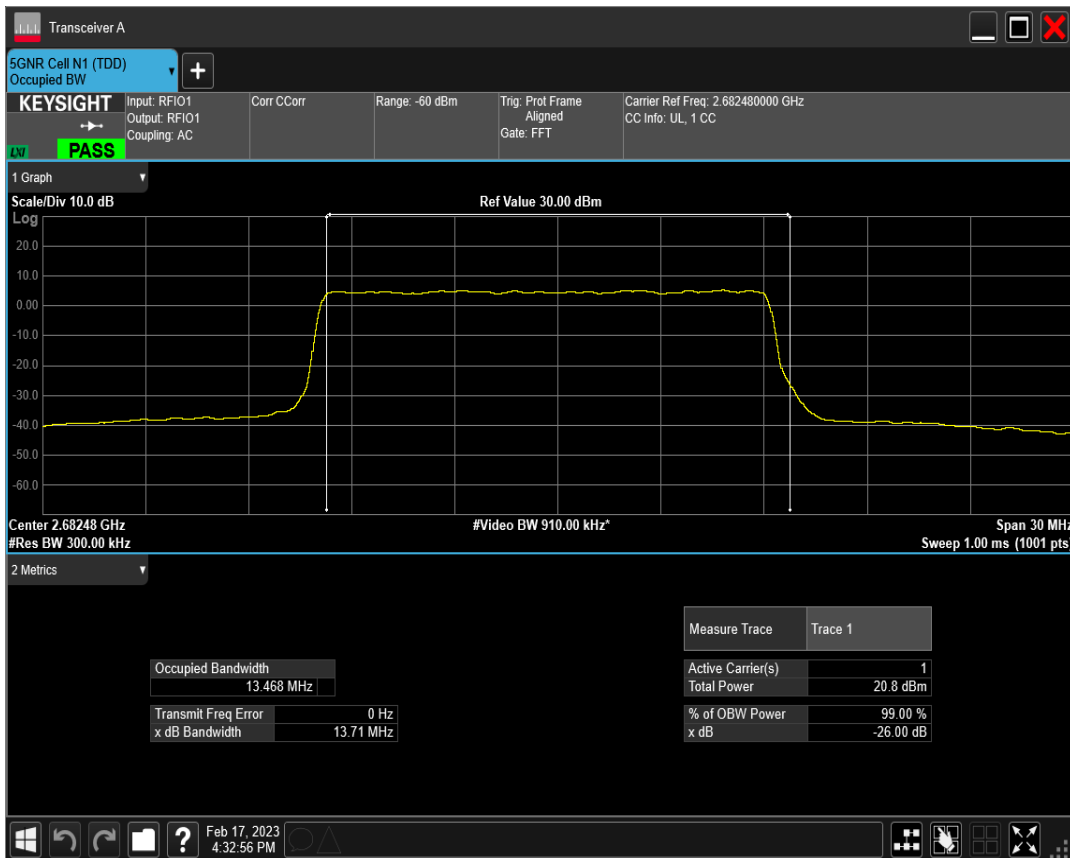 Transceiver A
5GNR Cell N1 (TDD)
Occupied BW
KEYSIGHT
LXI
PASS
Input: RFIO1
Output: RFIO1
Coupling: AC
Corr CCorr
Range: -60 dBm
Trig: Prot Frame
Aligned
Gate: FFT
Carrier Ref Freq: 2.682480000 GHz
CC Info: UL, 1 CC
1 Graph
Scale/Div 10.0 dB
Ref Value 30.00 dBm
Log
20.0
10.0
0.00
-10.0
-20.0
-30.0
-40.0
-50.0
-60.0
Center 2.68248 GHz
#Video BW 910.00 kHz*
Span 30 MHz
#Res BW 300.00 kHz
Sweep 1.00 ms (1001 pts)
2 Metrics
Measure Trace Trace 1
Occupied Bandwidth
13.468 MHz
Active Carrier(s) 1
Total Power 20.8 dBm
Transmit Freq Error 0 Hz
x dB Bandwidth 13.71 MHz
% of OBW Power 99.00 %
x dB -26.00 dB
?
Feb 17, 2023
4:32:56 PM